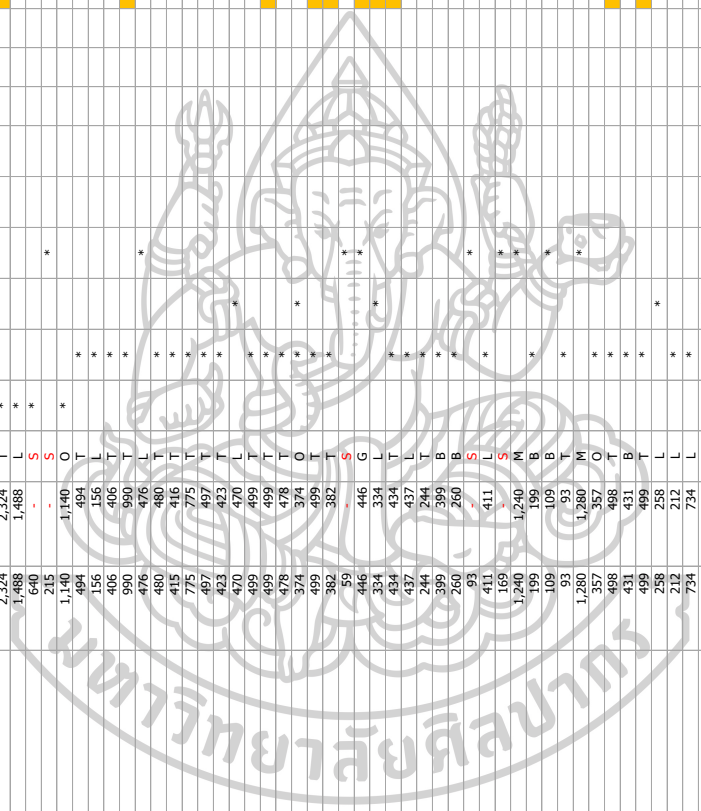 2,324 2,324 T *
1,488 1,488 L *
640 - S *
215 - S *
1,140 1,140 O *
494 494 T *
156 156 L *
406 406 T *
990 990 T *
476 476 L *
480 480 T *
415 416 T *
775 775 T *
497 497 T *
423 423 T *
470 470 L *
499 499 T *
499 499 T *
478 478 T *
374 374 O * *
499 499 T *
382 382 T *
59 - S *
446 446 G *
334 334 L *
434 434 T *
437 437 L *
244 244 T *
399 399 B *
260 260 B *
93 - S *
411 411 L *
169 - S *
1,240 1,240 M *
199 199 B *
109 109 B *
93 93 T *
1,280 1,280 M *
357 357 O *
498 498 T *
431 431 B *
499 499 T *
258 258 L *
212 212 L *
734 734 L *
มหาวิทยาลัยศิลปากร